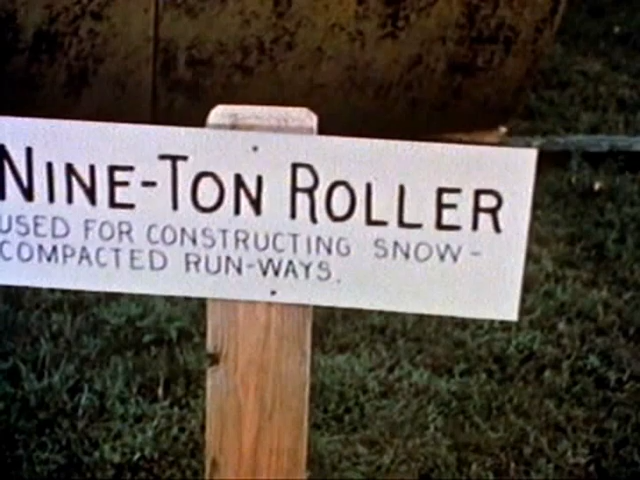 NINE-TON ROLLER
USED FOR CONSTRUCTING SNOW-
COMPACTED RUN-WAYS.